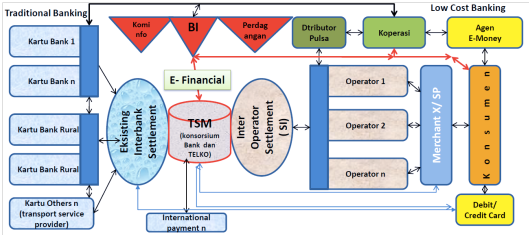 Traditional Banking
Low Cost Banking
Komi
nfo
BI
Perdag
angan
Dtributor
Pulsa
Koperasi
Agen
E-Money
Kartu Bank 1
Kartu Bank n
Kartu Bank Rural
Kartu Bank Rural
Kartu Others n
(transport service
provider)
Eksisting
Interbank
Settlement
E- Financial
TSM
(konsorsium
Bank dan
TELKO)
Inter
Operator
Settlement
( SI)
International
payment n
Operator 1
Operator 2
Operator n
Merchant X/ SP
Konsumen
Debit/
Credit Card